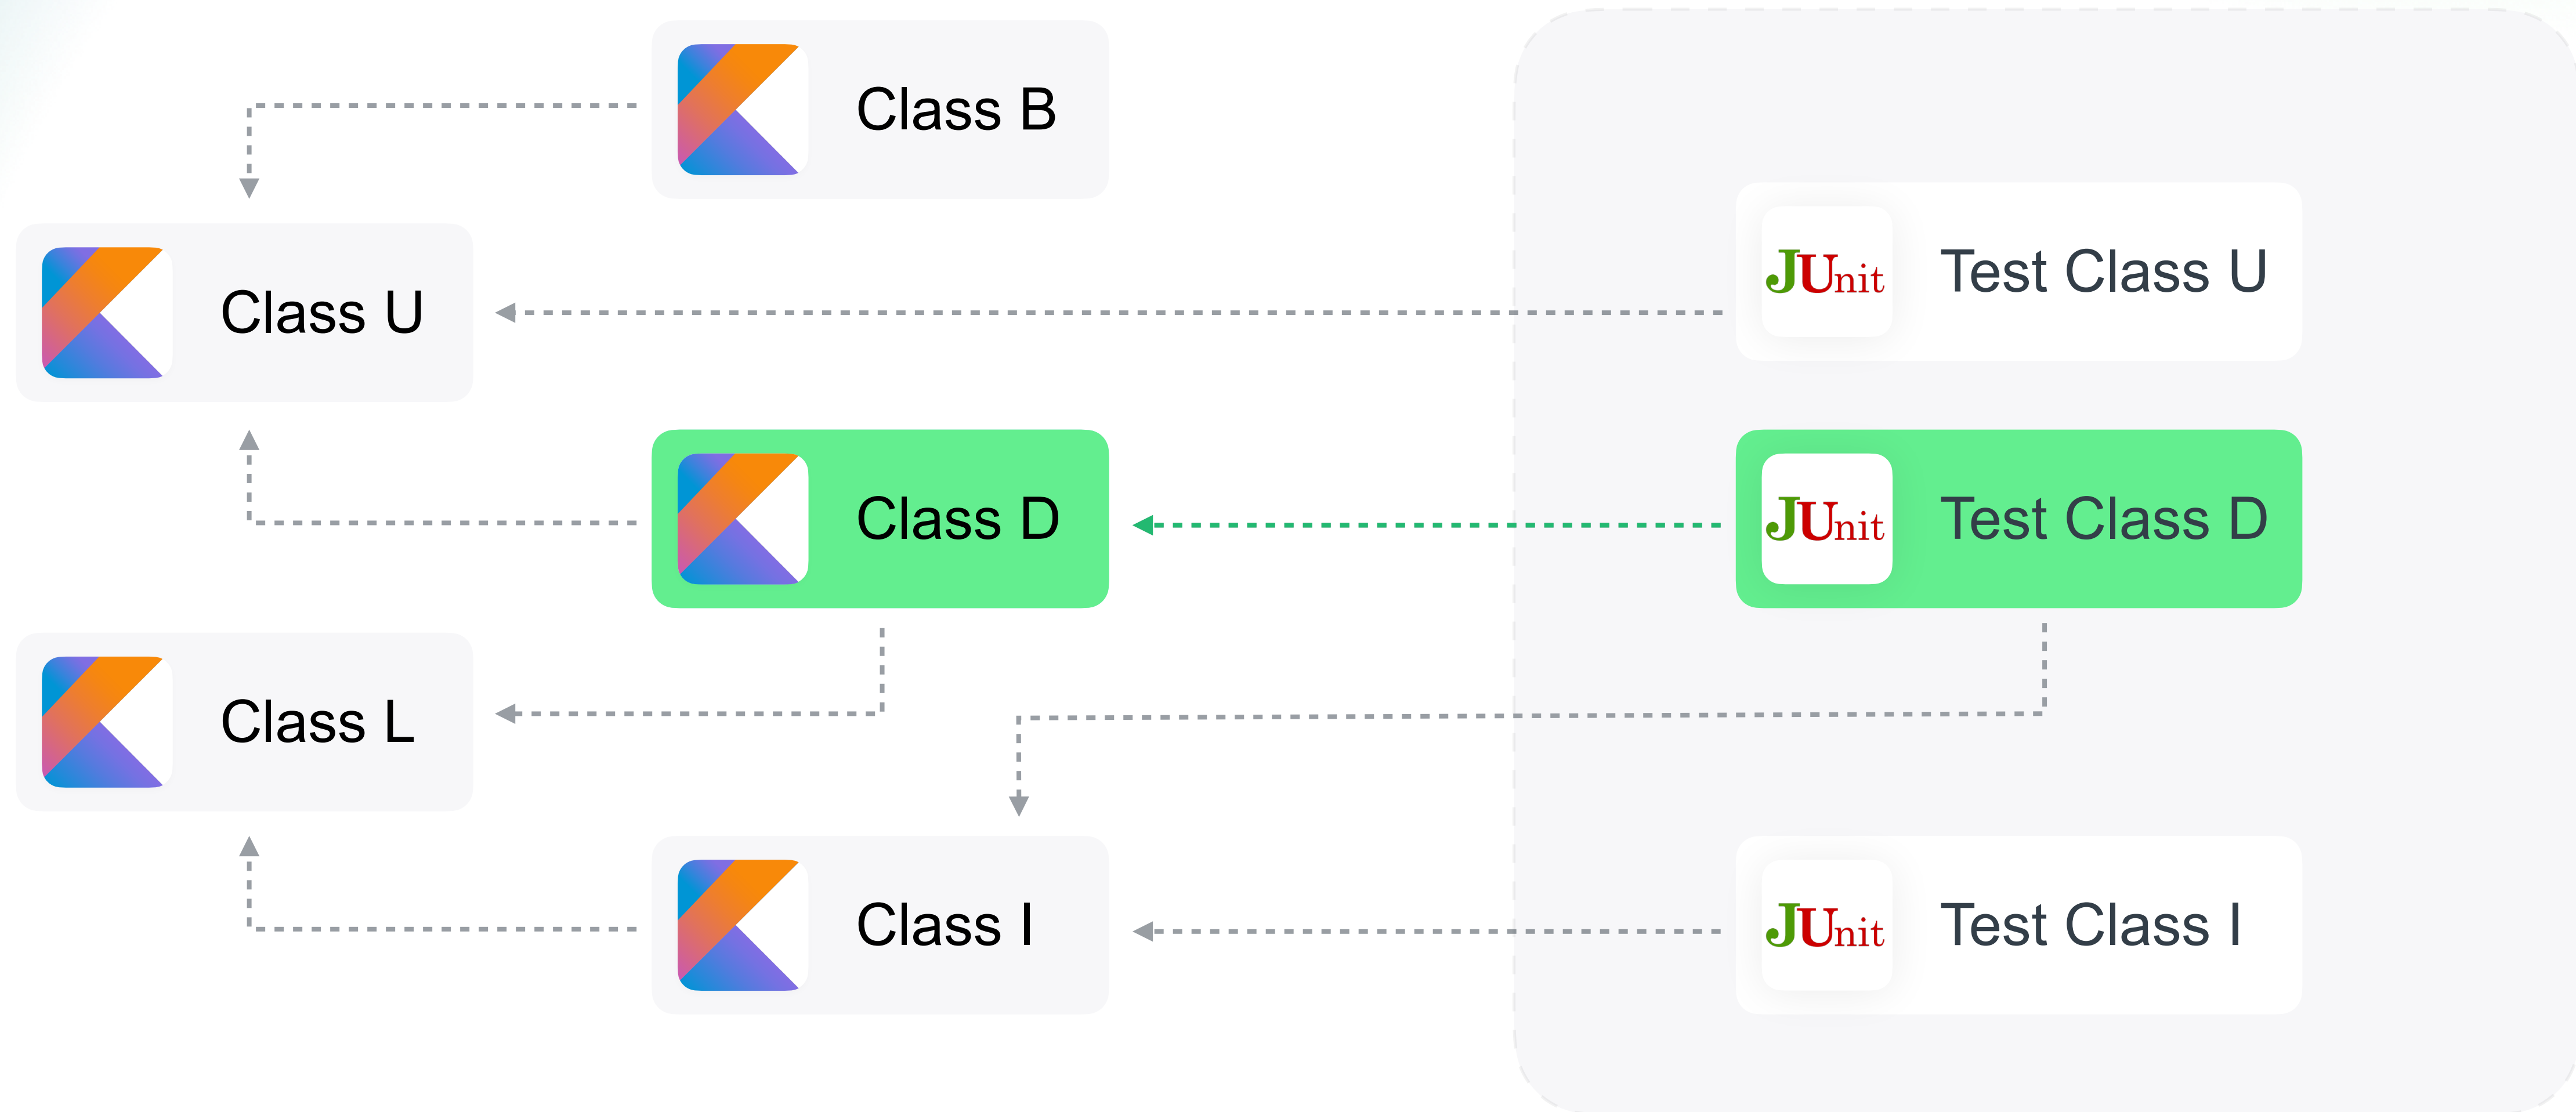 Class B
JUnit Test Class U
Class U
Class D
JUnit Test Class D
Class L
Class I
JUnit Test Class I